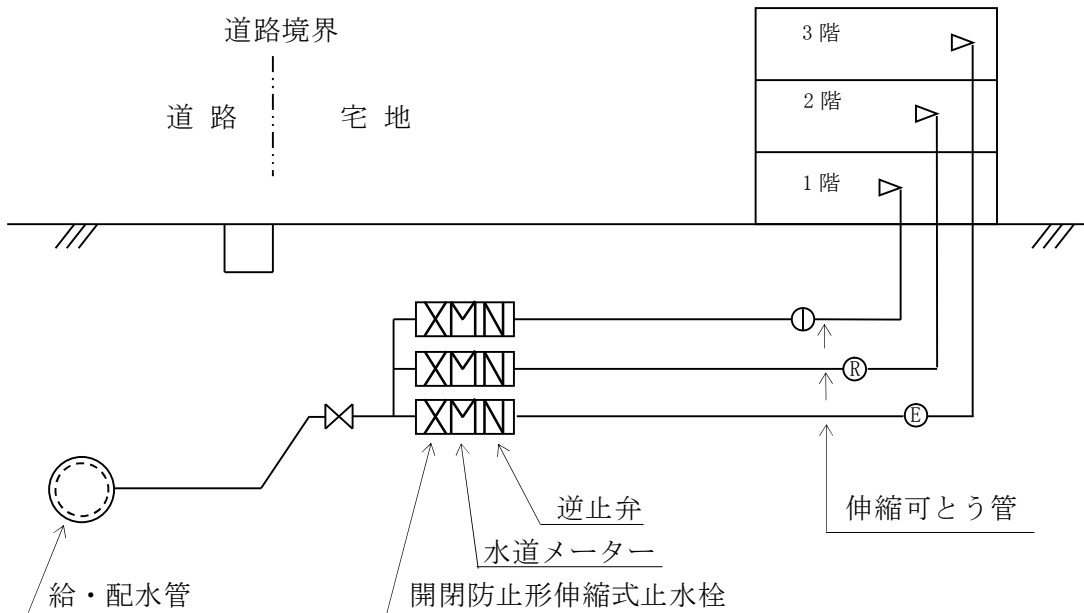 道路境界
道 路
宅 地
3 階
2 階
1 階
R
E
逆止弁
水道メーター
開閉防止形伸縮式止水栓
伸縮可とう管
給・配水管